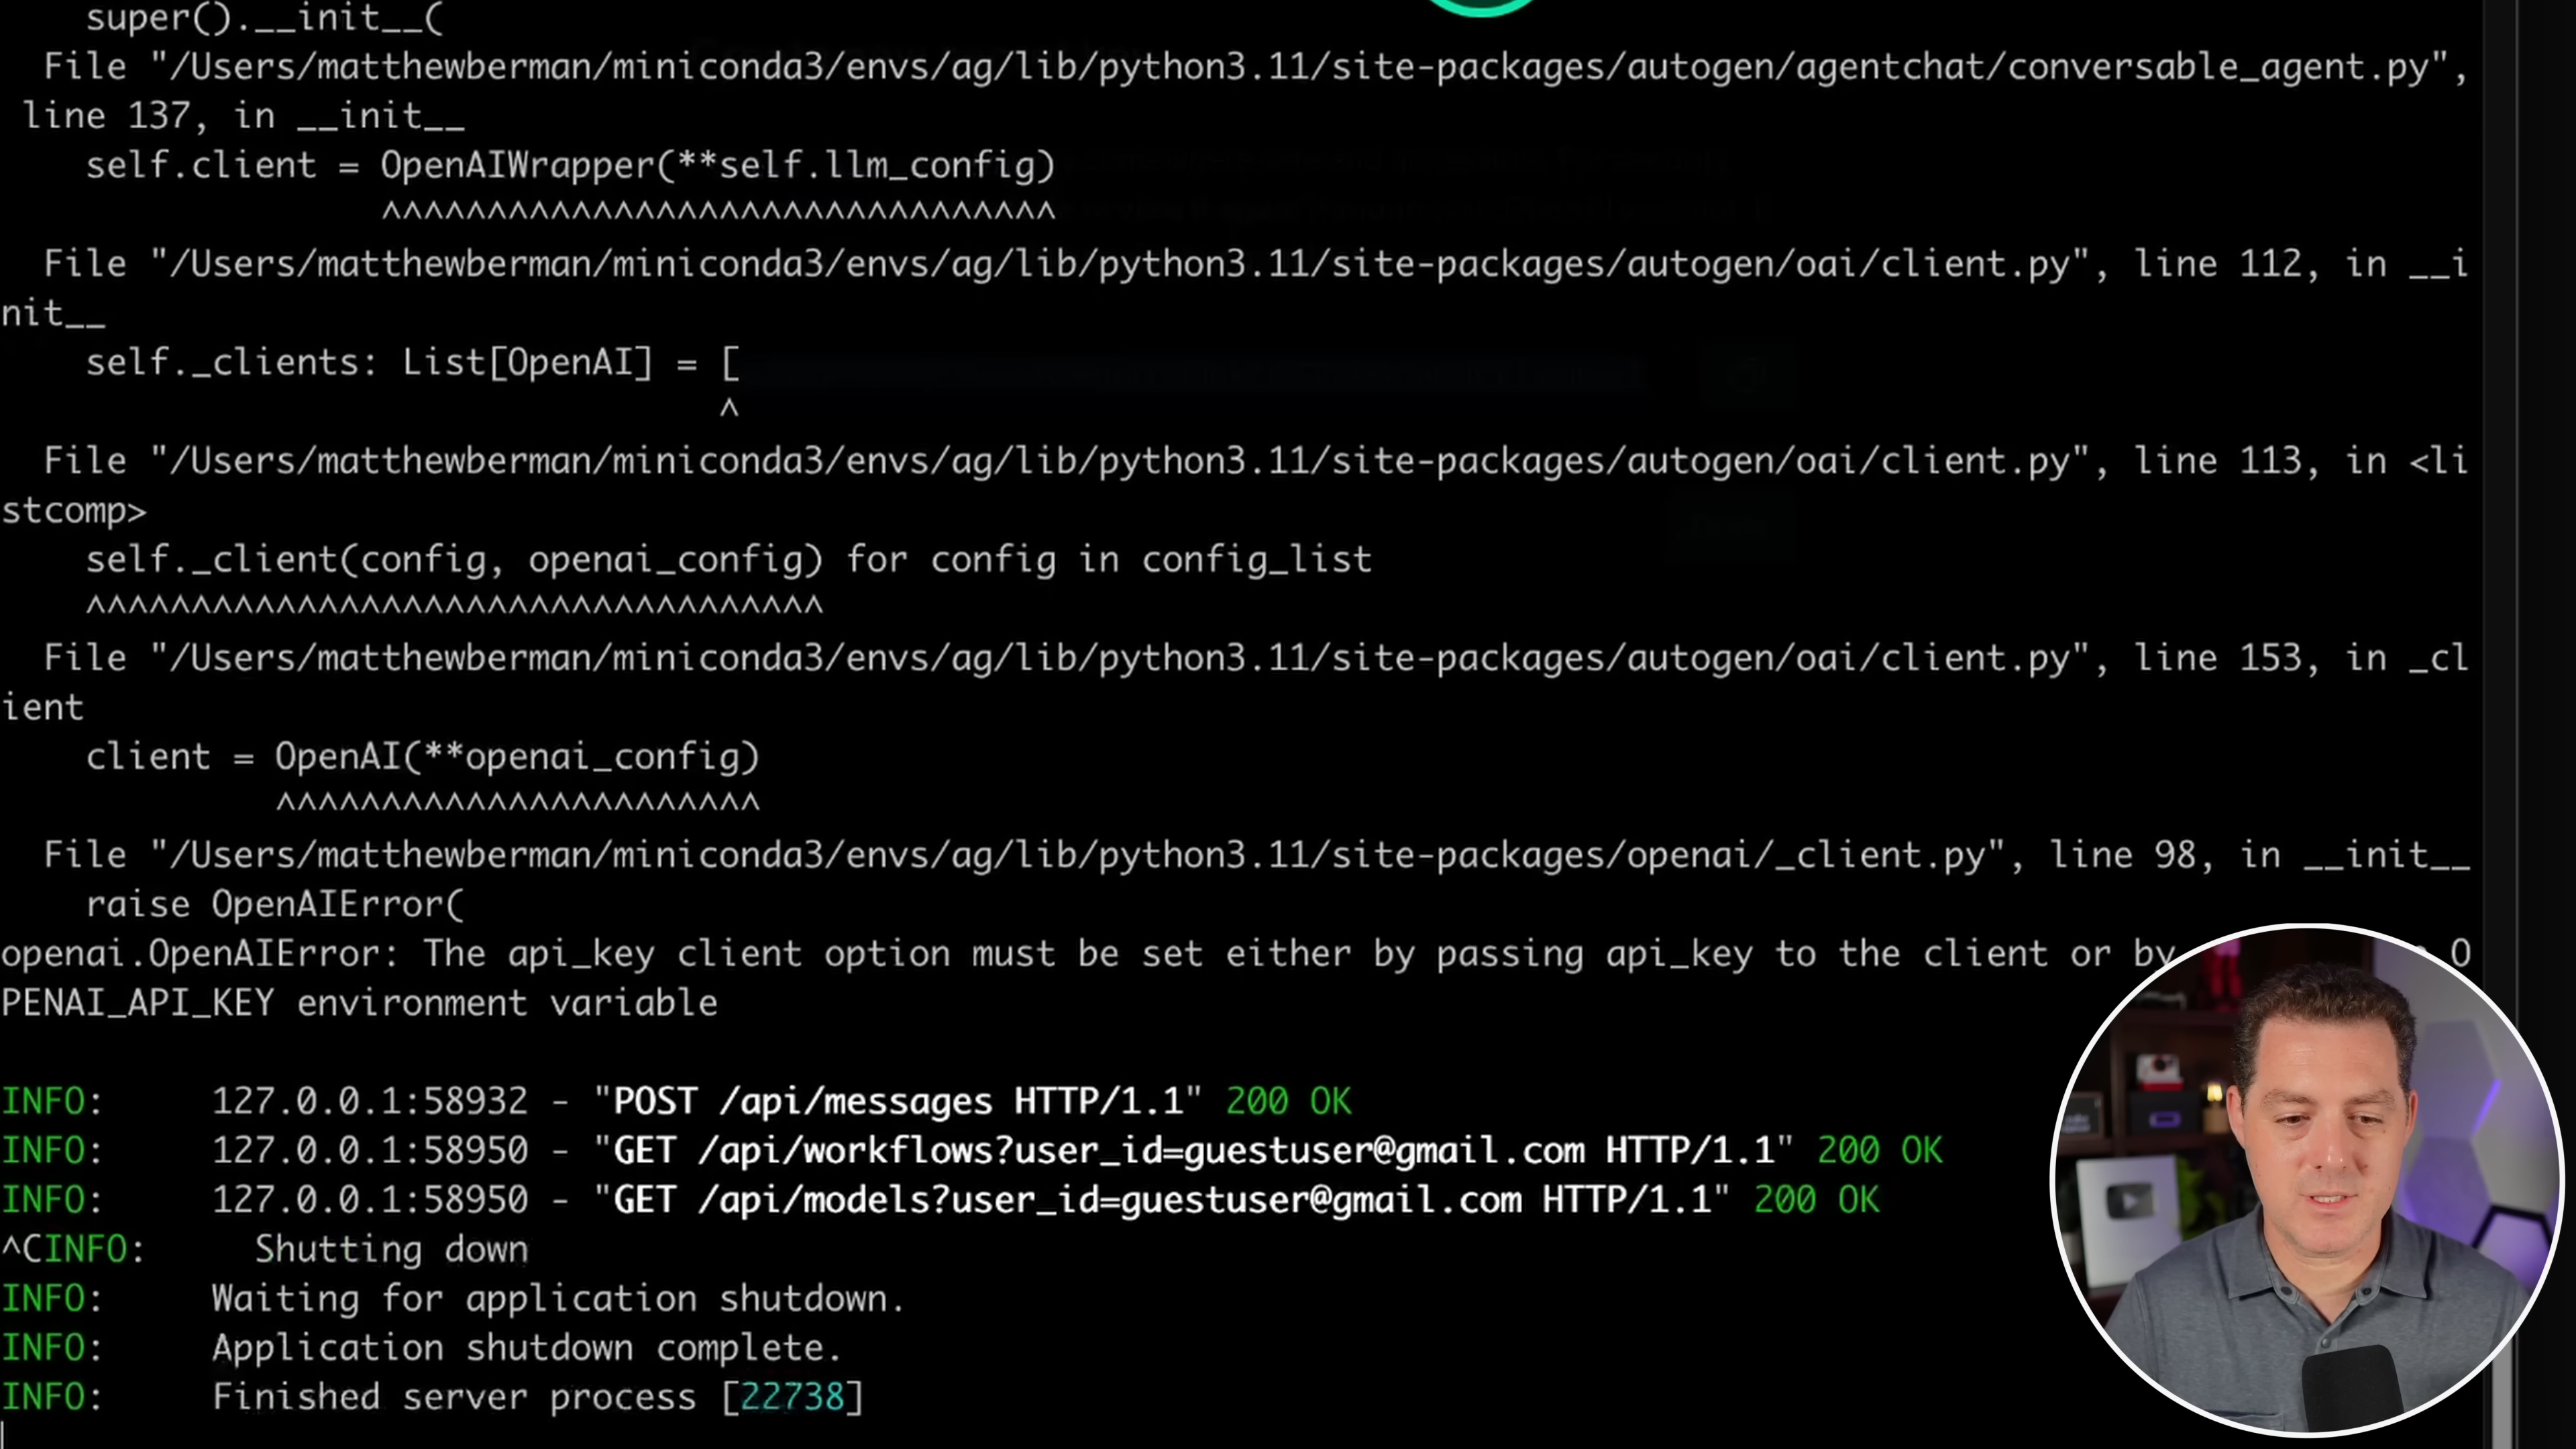 super().__init__(
File "/Users/matthewberman/miniconda3/envs/ag/lib/python3.11/site-packages/autogen/agentchat/conversable_agent.py",
line 137, in __init__
self.client = OpenAIWrapper(**self.llm_config)
^^^^^^^^^^^^^^^^^^^^^^^^^^^^^^^^
File "/Users/matthewberman/miniconda3/envs/ag/lib/python3.11/site-packages/autogen/oai/client.py", line 112, in __i
nit__
self._clients: List[OpenAI] = [
^
File "/Users/matthewberman/miniconda3/envs/ag/lib/python3.11/site-packages/autogen/oai/client.py", line 113, in <li
stcomp>
self._client(config, openai_config) for config in config_list
^^^^^^^^^^^^^^^^^^^^^^^^^^^^^^^^^^^
File "/Users/matthewberman/miniconda3/envs/ag/lib/python3.11/site-packages/autogen/oai/client.py", line 153, in _cl
ient
client = OpenAI(**openai_config)
^^^^^^^^^^^^^^^^^^^^^^^
File "/Users/matthewberman/miniconda3/envs/ag/lib/python3.11/site-packages/openai/_client.py", line 98, in __init__
raise OpenAIError(
openai.OpenAIError: The api_key client option must be set either by passing api_key to the client or by O
PENAI_API_KEY environment variable
INFO: 127.0.0.1:58932 - "POST /api/messages HTTP/1.1" 200 OK
INFO: 127.0.0.1:58950 - "GET /api/workflows?user_id=guestuser@gmail.com HTTP/1.1" 200 OK
INFO: 127.0.0.1:58950 - "GET /api/models?user_id=guestuser@gmail.com HTTP/1.1" 200 OK
^CINFO: Shutting down
INFO: Waiting for application shutdown.
INFO: Application shutdown complete.
INFO: Finished server process [22738]